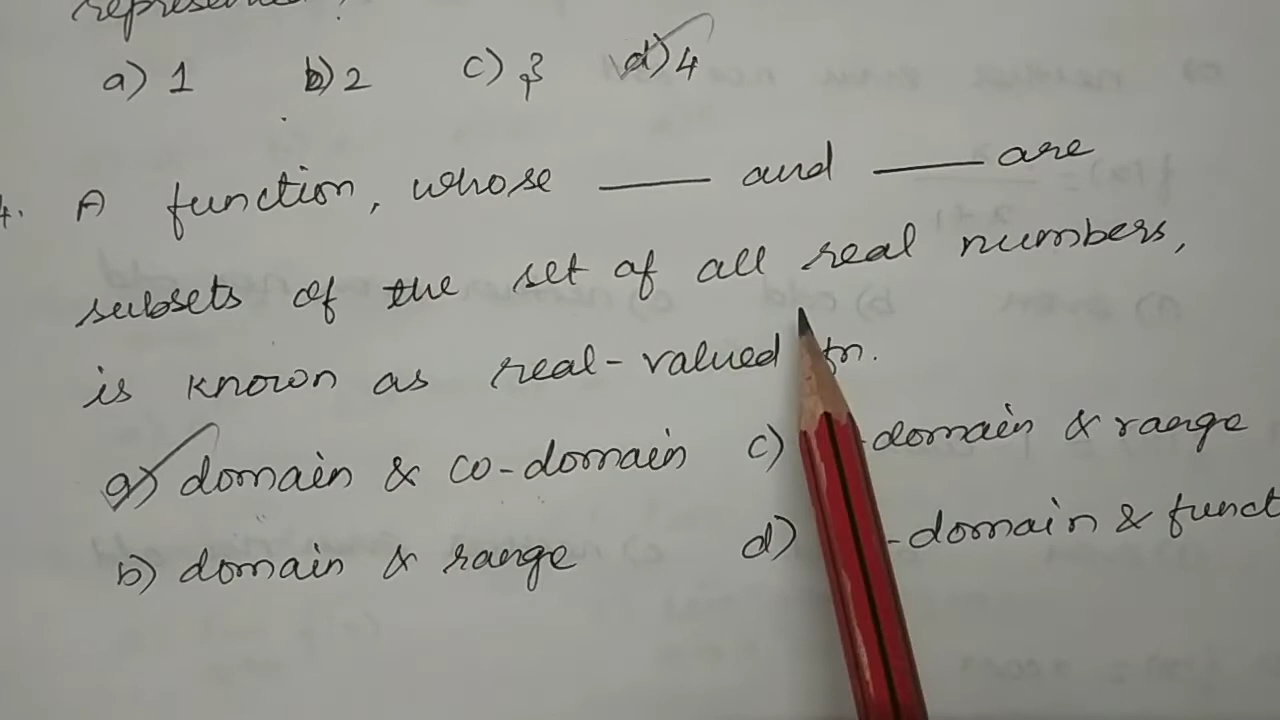 a) 1 b) 2 c) 3 d) 4
4. A function, whose ____ and ____ are
subsets of the set of all real numbers,
is known as real-valued fn.
a) domain & co-domain c) -domain & range
b) domain & range d) -domain & funct